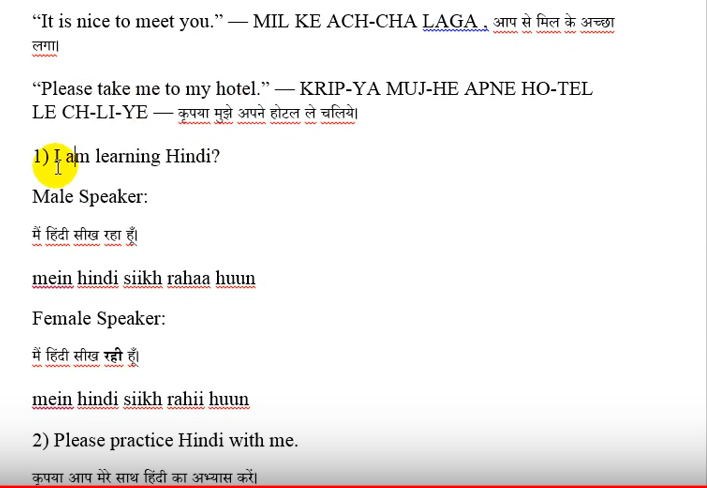 “It is nice to meet you.” — MIL KE ACH-CHA LAGA , आप से मिल के अच्छा
लगा|
“Please take me to my hotel.” — KRIP-YA MUJ-HE APNE HO-TEL
LE CH-LI-YE — कृपया मुझे अपने होटल ले चलिये|
1) I am learning Hindi?
Male Speaker:
मैं हिंदी सीख रहा हूँ|
mein hindi siikh rahaa huun
Female Speaker:
मैं हिंदी सीख रही हूँ|
mein hindi siikh rahii huun
2) Please practice Hindi with me.
कृपया आप मेरे साथ हिंदी का अभ्यास करें|